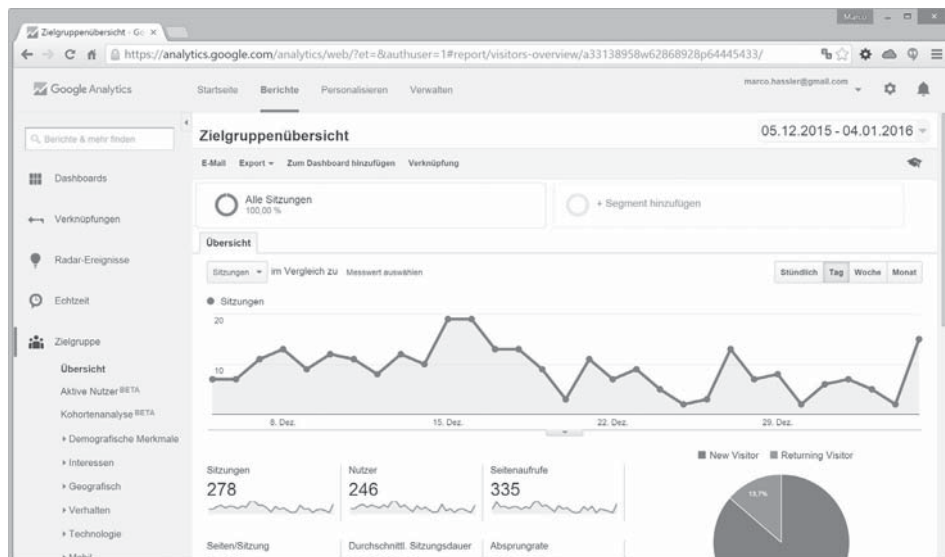 Marco
Zielgruppenübersicht - Go
https://analytics.google.com/analytics/web/?et=&authuser=1#report/visitors-overview/a33138958w62868928p64445433/
Google Analytics
Startseite Berichte Personalisieren Verwalten
marco.hassler@gmail.com
Berichte & mehr finden
Zielgruppenübersicht
05.12.2015 - 04.01.2016
E-Mail Export Zum Dashboard hinzufügen Verknüpfung
Dashboards
Verknüpfungen
Radar-Ereignisse
Echtzeit
Zielgruppe
Übersicht
Aktive Nutzer BETA
Kohortenanalyse BETA
Demografische Merkmale
Interessen
Geografisch
Verhalten
Technologie
Mobil
Alle Sitzungen
100,00 %
+ Segment hinzufügen
Übersicht
Sitzungen im Vergleich zu Messwert auswählen
Stündlich Tag Woche Monat
Sitzungen
20
10
8. Dez. 15. Dez. 22. Dez. 29. Dez.
New Visitor Returning Visitor
13,7%
Sitzungen
278
Nutzer
246
Seitenaufrufe
335
Seiten/Sitzung
Durchschnittl. Sitzungsdauer
Absprungrate